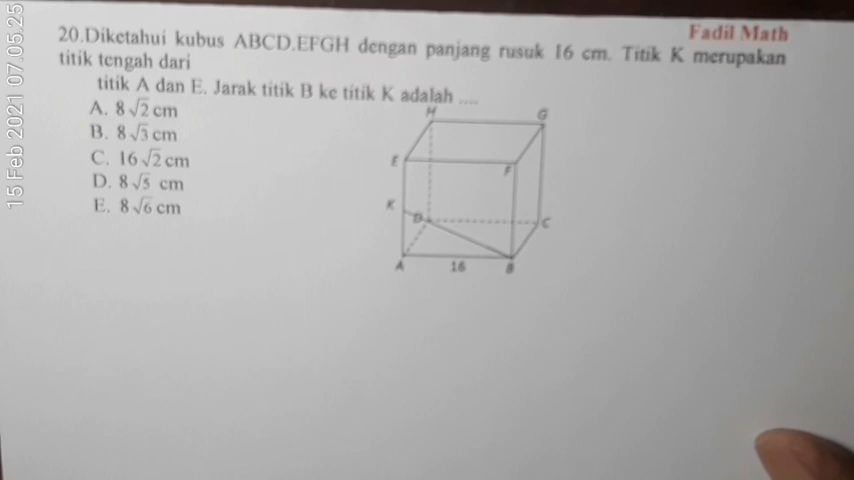 Fadil Math
20.Diketahui kubus ABCD.EFGH dengan panjang rusuk 16 cm. Titik K merupakan
titik tengah dari
titik A dan E. Jarak titik B ke titik K adalah ....
A. 8√2 cm
B. 8√3 cm
C. 16√2 cm
D. 8√5 cm
E. 8√6 cm
H
G
E
F
K
D
C
A
16
B
15 Feb 2021 07.05.25